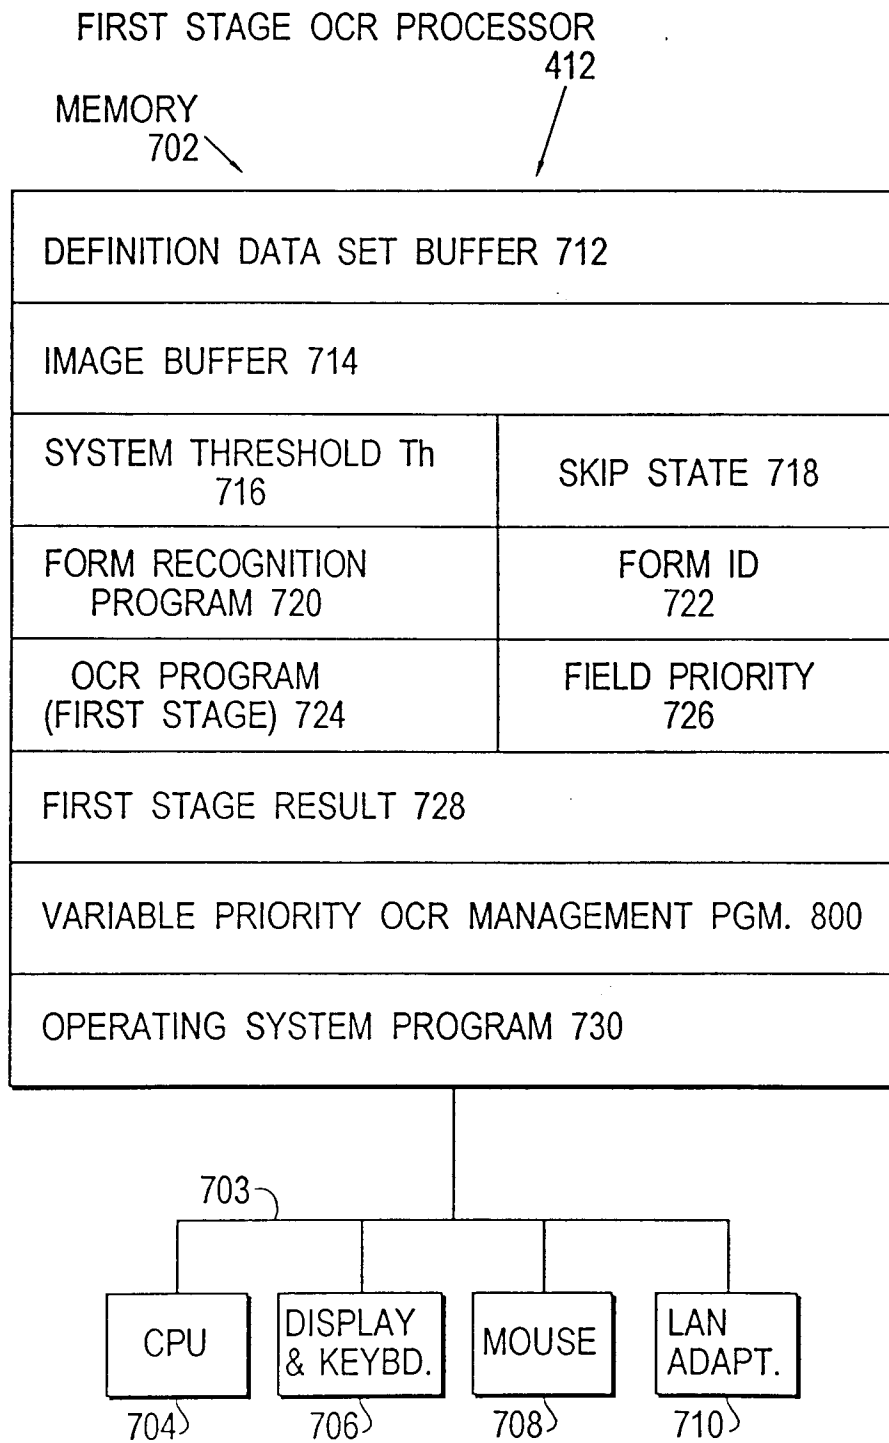 FIRST STAGE OCR PROCESSOR
412
MEMORY
702
DEFINITION DATA SET BUFFER 712
IMAGE BUFFER 714
SYSTEM THRESHOLD Th
716
SKIP STATE 718
FORM RECOGNITION
PROGRAM 720
FORM ID
722
OCR PROGRAM
(FIRST STAGE) 724
FIELD PRIORITY
726
FIRST STAGE RESULT 728
VARIABLE PRIORITY OCR MANAGEMENT PGM. 800
OPERATING SYSTEM PROGRAM 730
703
CPU
DISPLAY
& KEYBD.
MOUSE
LAN
ADAPT.
704
706
708
710